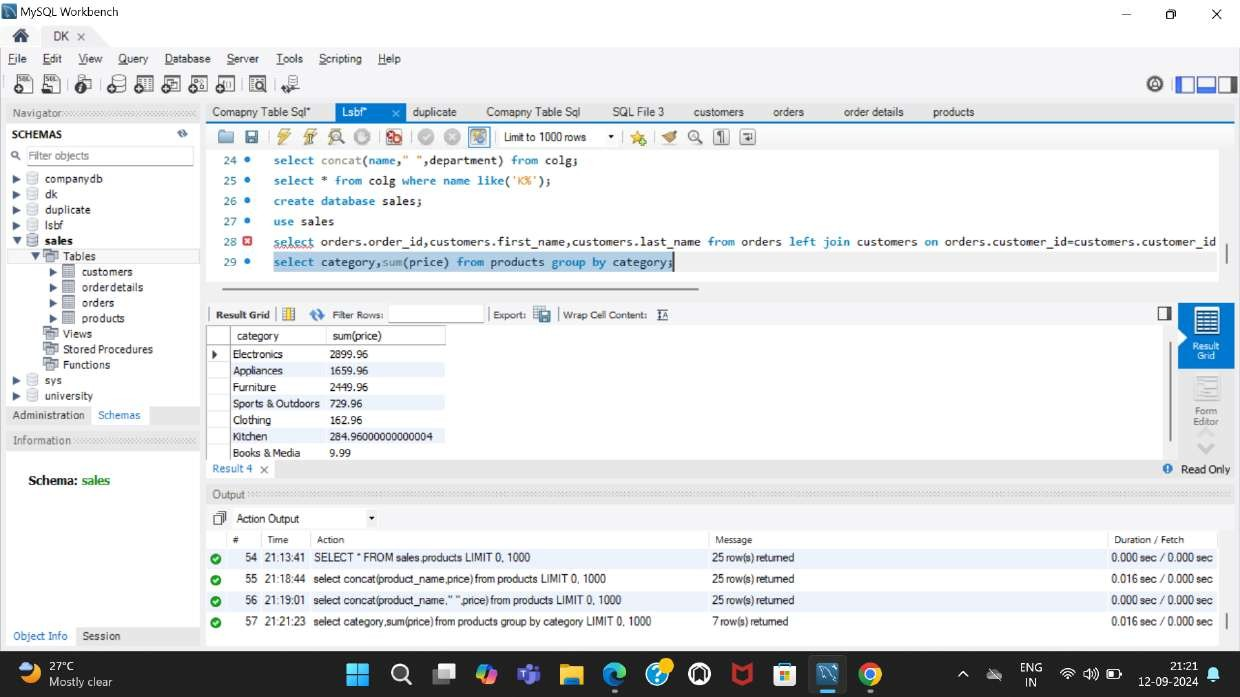 MySQL Workbench
DK
File Edit View Query Database Server Tools Scripting Help
Navigator
Comapny Table Sql* Lsbf* duplicate Comapny Table Sql SQL File 3 customers orders order details products
SCHEMAS
Filter objects
Limit to 1000 rows
companydb
dk
duplicate
lsbf
sales
Tables
customers
orderdetails
orders
products
Views
Stored Procedures
Functions
sys
university
Administration Schemas
Information
Schema: sales
Object Info Session
24 select concat(name," ",department) from colg;
25 select * from colg where name like('K%');
26 create database sales;
27 use sales
28 select orders.order_id,customers.first_name,customers.last_name from orders left join customers on orders.customer_id=customers.customer_id
29 select category,sum(price) from products group by category;
Result Grid Filter Rows: Export: Wrap Cell Content:
category sum(price)
Electronics 2899.96
Appliances 1659.96
Furniture 2449.96
Sports & Outdoors 729.96
Clothing 162.96
Kitchen 284.96000000000004
Books & Media 9.99
Result Grid
Form Editor
Result 4
Read Only
Output
Action Output
# Time Action Message Duration / Fetch
54 21:13:41 SELECT * FROM sales.products LIMIT 0, 1000 25 row(s) returned 0.000 sec / 0.000 sec
55 21:18:44 select concat(product_name,price) from products LIMIT 0, 1000 25 row(s) returned 0.016 sec / 0.000 sec
56 21:19:01 select concat(product_name," ",price) from products LIMIT 0, 1000 25 row(s) returned 0.000 sec / 0.000 sec
57 21:21:23 select category,sum(price) from products group by category LIMIT 0, 1000 7 row(s) returned 0.016 sec / 0.000 sec
27°C
Mostly clear
ENG
IN
21:21
12-09-2024